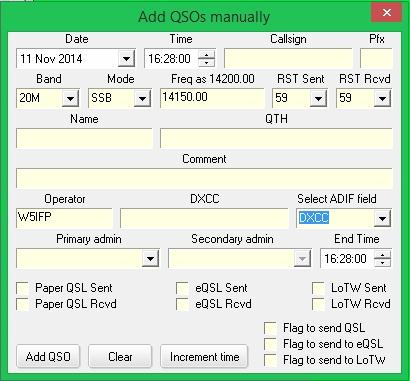 Add QSOs manually
Date Time Callsign Pfx
11 Nov 2014 16:28:00
Band Mode Freq as 14200.00 RST Sent RST Rcvd
20M SSB 14150.00 59 59
Name QTH
Comment
Operator DXCC Select ADIF field
W5IFP DXCC
Primary admin Secondary admin End Time
16:28:00
Paper QSL Sent eQSL Sent LoTW Sent
Paper QSL Rcvd eQSL Rcvd LoTW Rcvd
Flag to send QSL
Flag to send to eQSL
Flag to send to LoTW
Add QSO Clear Increment time